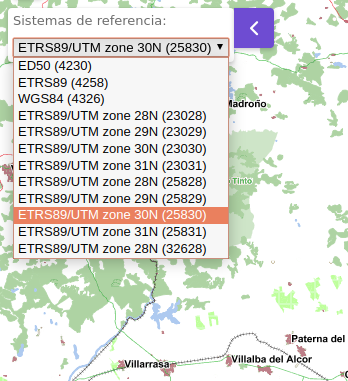 Sistemas de referencia:
ETRS89/UTM zone 30N (25830)
ED50 (4230)
ETRS89 (4258)
WGS84 (4326)
ETRS89/UTM zone 28N (23028)
ETRS89/UTM zone 29N (23029)
ETRS89/UTM zone 30N (23030)
ETRS89/UTM zone 31N (23031)
ETRS89/UTM zone 28N (25828)
ETRS89/UTM zone 29N (25829)
ETRS89/UTM zone 30N (25830)
ETRS89/UTM zone 31N (25831)
ETRS89/UTM zone 28N (32628)
Madroño
Tinto
Paterna del
Villarrasa
Villalba del Alcor